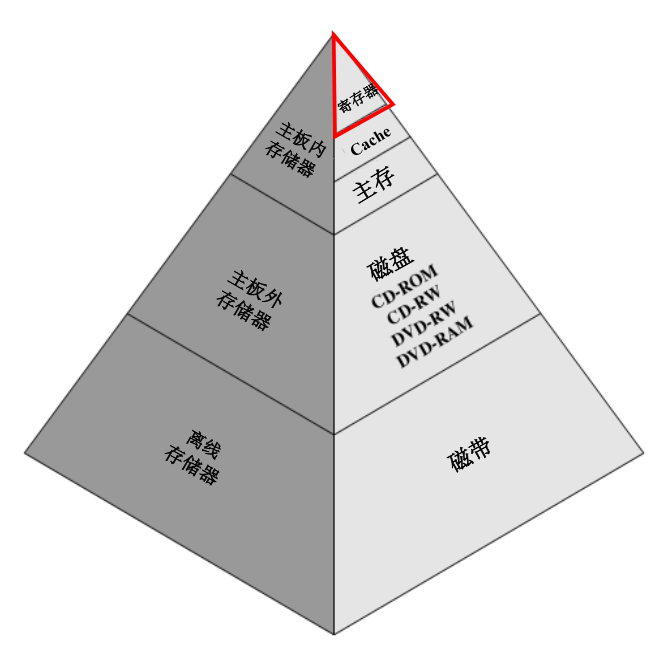 寄存器
主板内
存储器
Cache
主存
主板外
存储器
磁盘
CD-ROM
CD-RW
DVD-RW
DVD-RAM
离线
存储器
磁带